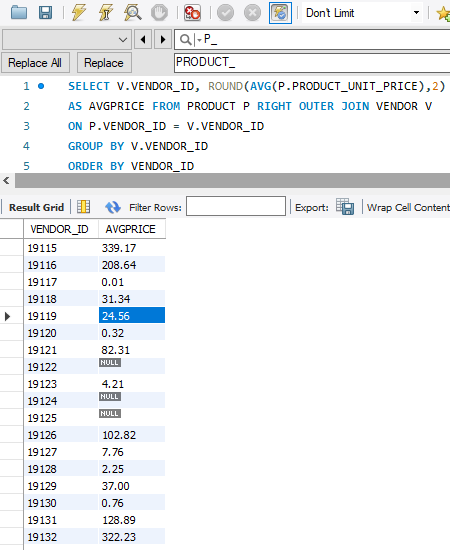 Don't Limit
P_
Replace All Replace PRODUCT_
1 SELECT V.VENDOR_ID, ROUND(AVG(P.PRODUCT_UNIT_PRICE),2)
2 AS AVGPRICE FROM PRODUCT P RIGHT OUTER JOIN VENDOR V
3 ON P.VENDOR_ID = V.VENDOR_ID
4 GROUP BY V.VENDOR_ID
5 ORDER BY VENDOR_ID
Result Grid Filter Rows: Export: Wrap Cell Content
VENDOR_ID AVGPRICE
19115 339.17
19116 208.64
19117 0.01
19118 31.34
19119 24.56
19120 0.32
19121 82.31
19122 NULL
19123 4.21
19124 NULL
19125 NULL
19126 102.82
19127 7.76
19128 2.25
19129 37.00
19130 0.76
19131 128.89
19132 322.23